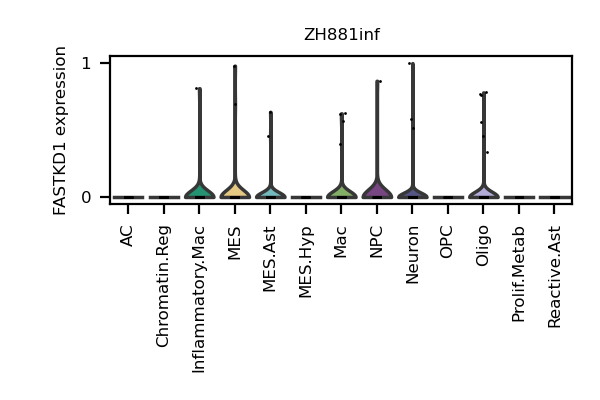 ZH881inf
FASTKD1 expression
1
0
AC
Chromatin.Reg
Inflammatory.Mac
MES
MES.Ast
MES.Hyp
Mac
NPC
Neuron
OPC
Oligo
Prolif.Metab
Reactive.Ast